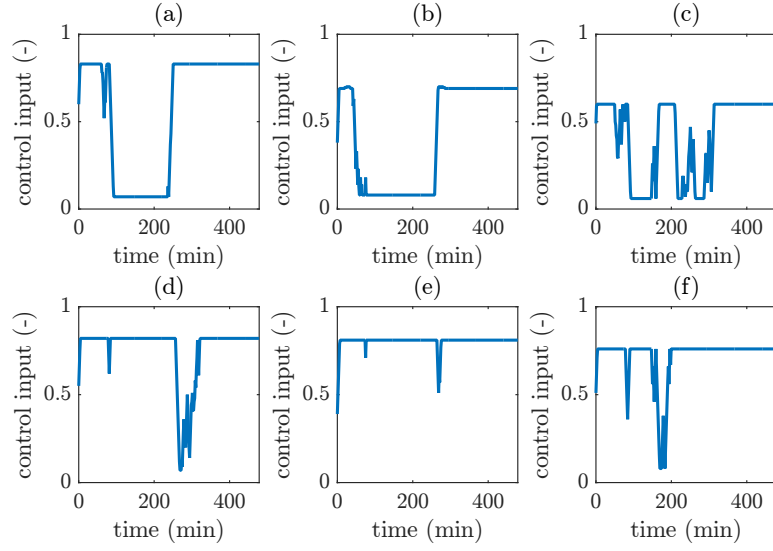 (a) (b) (c)
control input (-) control input (-) control input (-)
1 1 1
0.5 0.5 0.5
0 0 0
0 200 400 0 200 400 0 200 400
time (min) time (min) time (min)
(d) (e) (f)
control input (-) control input (-) control input (-)
1 1 1
0.5 0.5 0.5
0 0 0
0 200 400 0 200 400 0 200 400
time (min) time (min) time (min)